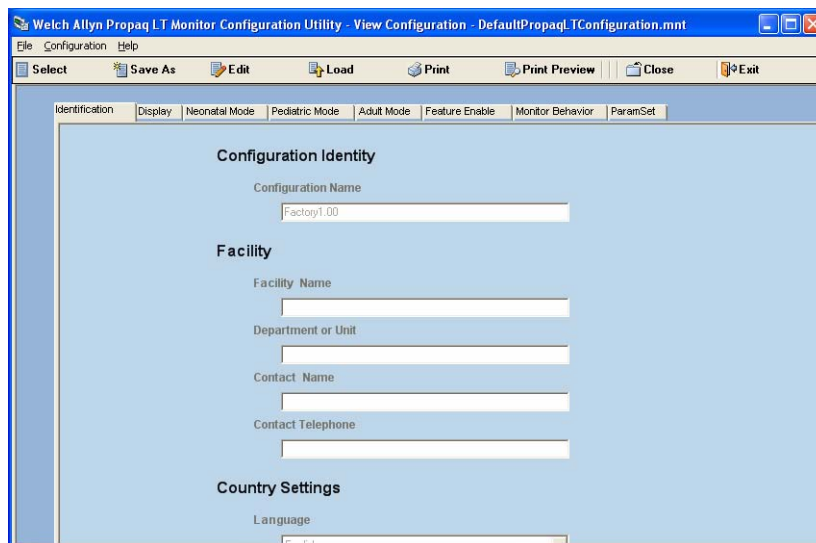 Welch Allyn Propaq LT Monitor Configuration Utility - View Configuration - DefaultPropaqLTConfiguration.mnt
File Configuration Help
Select Save As Edit Load Print Print Preview Close Exit
Identification Display Neonatal Mode Pediatric Mode Adult Mode Feature Enable Monitor Behavior ParamSet
Configuration Identity
Configuration Name
Factory1.00
Facility
Facility Name
Department or Unit
Contact Name
Contact Telephone
Country Settings
Language